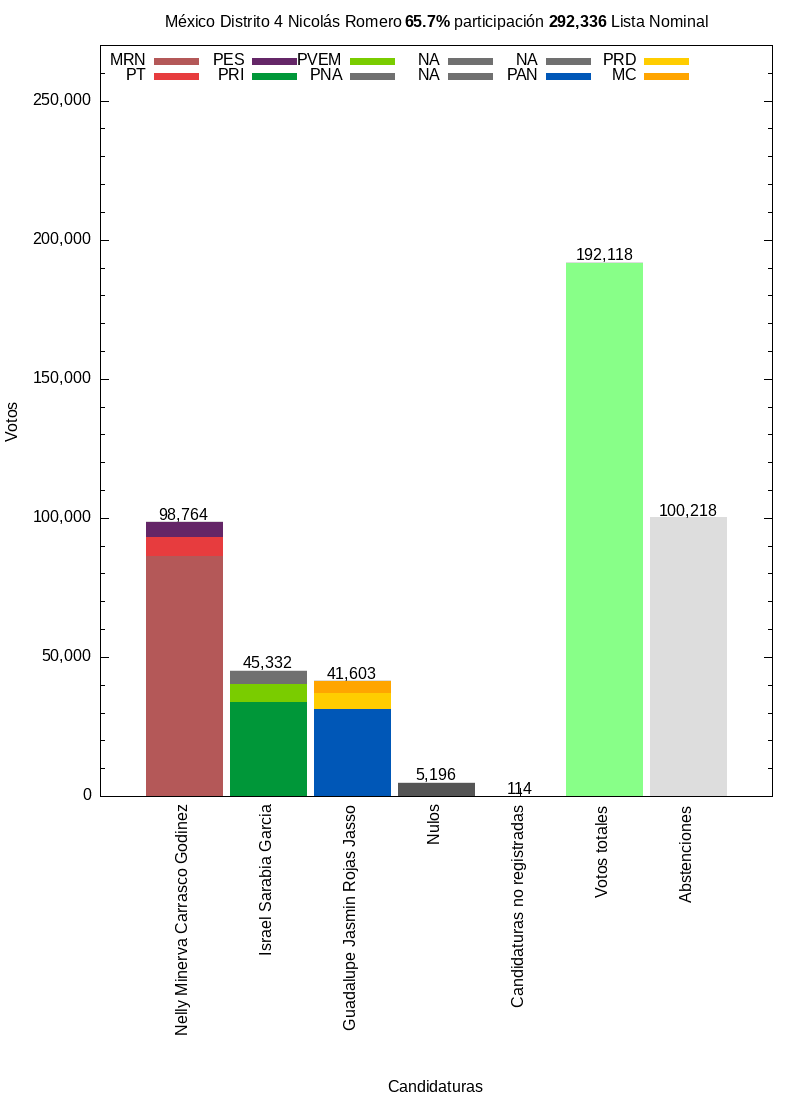 México Distrito 4 Nicolás Romero 65.7% participación 292,336 Lista Nominal
MRN PES PVEM NA NA PRD
PT PRI PNA NA PAN MC
250,000
200,000
150,000
100,000
50,000
0
Votos
98,764
45,332
41,603
5,196
114
192,118
100,218
Nelly Minerva Carrasco Godinez
Israel Sarabia Garcia
Guadalupe Jasmin Rojas Jasso
Nulos
Candidaturas no registradas
Votos totales
Abstenciones
Candidaturas